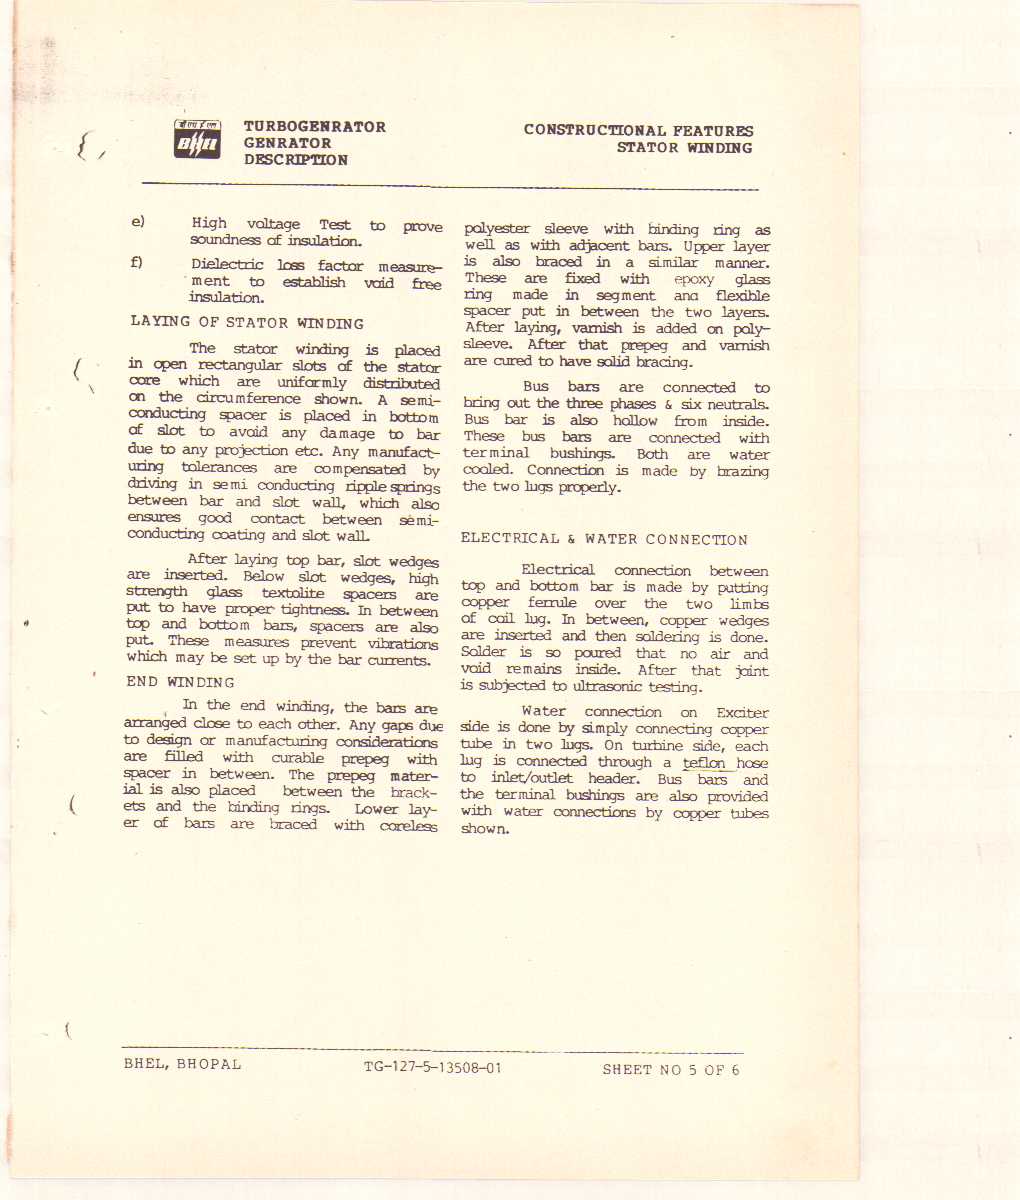 बी एच ई एल
BHEL
TURBOGENRATOR
GENRATOR
DESCRIPTION
CONSTRUCTIONAL FEATURES
STATOR WINDING
e) High voltage Test to prove
soundness of insulation.
f) Dielectric loss factor measure-
ment to establish void free
insulation.
LAYING OF STATOR WINDING
The stator winding is placed
in open rectangular slots of the stator
core which are uniformly distributed
on the circumference shown. A semi-
conducting spacer is placed in bottom
of slot to avoid any damage to bar
due to any projection etc. Any manufact-
uring tolerances are compensated by
driving in semi conducting ripple springs
between bar and slot wall, which also
ensures good contact between semi-
conducting coating and slot wall.
After laying top bar, slot wedges
are inserted. Below slot wedges, high
strength glass textolite spacers are
put to have proper tightness. In between
top and bottom bars, spacers are also
put. These measures prevent vibrations
which may be set up by the bar currents.
END WINDING
In the end winding, the bars are
arranged close to each other. Any gaps due
to design or manufacturing considerations
are filled with curable prepeg with
spacer in between. The prepeg mater-
ial is also placed between the brack-
ets and the binding rings. Lower lay-
er of bars are braced with coreless
polyester sleeve with binding ring as
well as with adjacent bars. Upper layer
is also braced in a similar manner.
These are fixed with epoxy glass
ring made in segment and flexible
spacer put in between the two layers.
After laying, varnish is added on poly-
sleeve. After that prepeg and varnish
are cured to have solid bracing.
Bus bars are connected to
bring out the three phases & six neutrals.
Bus bar is also hollow from inside.
These bus bars are connected with
terminal bushings. Both are water
cooled. Connection is made by brazing
the two lugs properly.
ELECTRICAL & WATER CONNECTION
Electrical connection between
top and bottom bar is made by putting
copper ferrule over the two limbs
of coil lug. In between, copper wedges
are inserted and then soldering is done.
Solder is so poured that no air and
void remains inside. After that joint
is subjected to ultrasonic testing.
Water connection on Exciter
side is done by simply connecting copper
tube in two lugs. On turbine side, each
lug is connected through a teflon hose
to inlet/outlet header. Bus bars and
the terminal bushings are also provided
with water connections by copper tubes
shown.
BHEL, BHOPAL
TG-127-5-13508-01
SHEET NO 5 OF 6